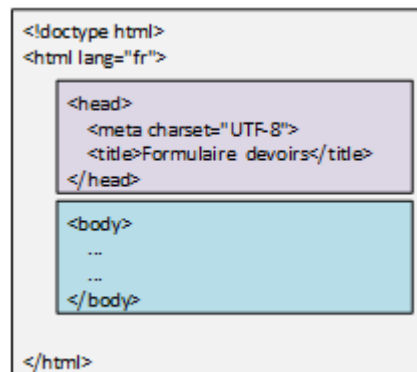 <!doctype html>
<html lang="fr">
<head>
<meta charset="UTF-8">
<title>Formulaire devoirs</title>
</head>
<body>
...
...
</body>
</html>